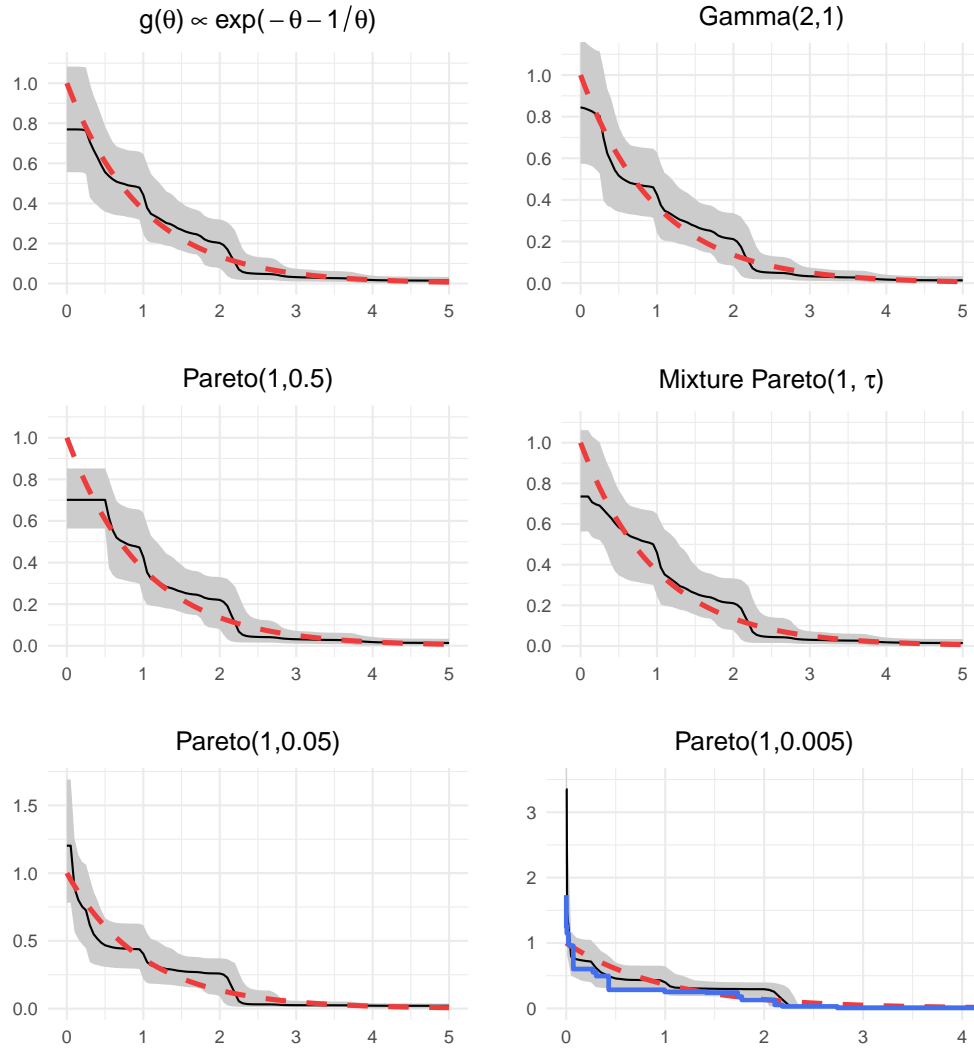 g(θ) ∝ exp(−θ−1/θ)
Gamma(2,1)
1.0
0.8
0.6
0.4
0.2
0.0
0 1 2 3 4 5
1.0
0.8
0.6
0.4
0.2
0.0
0 1 2 3 4 5
Pareto(1,0.5)
Mixture Pareto(1, τ)
1.0
0.8
0.6
0.4
0.2
0.0
0 1 2 3 4 5
1.0
0.8
0.6
0.4
0.2
0.0
0 1 2 3 4 5
Pareto(1,0.05)
Pareto(1,0.005)
1.5
1.0
0.5
0.0
0 1 2 3 4 5
3
2
1
0
0 1 2 3 4